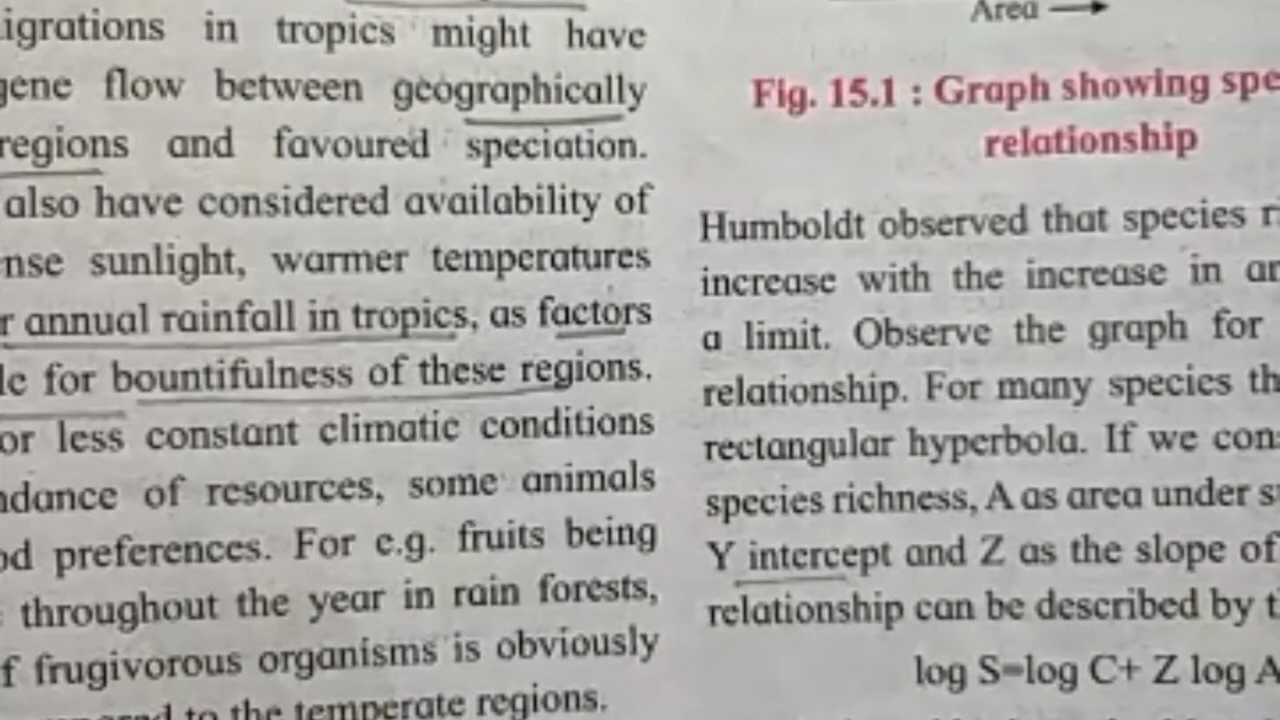 igrations in tropics might have
gene flow between geographically
regions and favoured speciation.
also have considered availability of
nse sunlight, warmer temperatures
r annual rainfall in tropics, as factors
le for bountifulness of these regions.
or less constant climatic conditions
ndance of resources, some animals
od preferences. For e.g. fruits being
throughout the year in rain forests,
f frugivorous organisms is obviously
to the temperate regions.
Area
Fig. 15.1 : Graph showing spe
relationship
Humboldt observed that species r
increase with the increase in ar
a limit. Observe the graph for
relationship. For many species th
rectangular hyperbola. If we con
species richness, A as area under s
Y intercept and Z as the slope of
relationship can be described by t
log S=log C+ Z log A